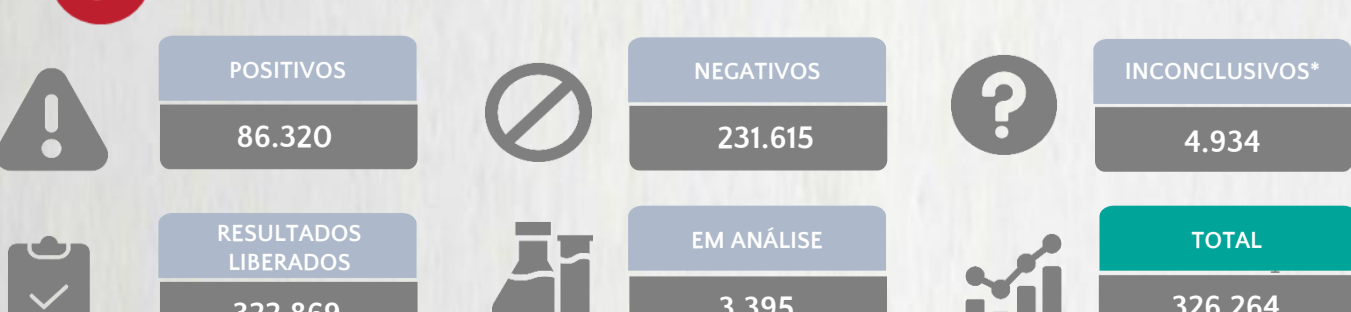 POSITIVOS
86.320
NEGATIVOS
231.615
INCONCLUSIVOS*
4.934
RESULTADOS
LIBERADOS
322.869
EM ANÁLISE
3.395
TOTAL
326.264